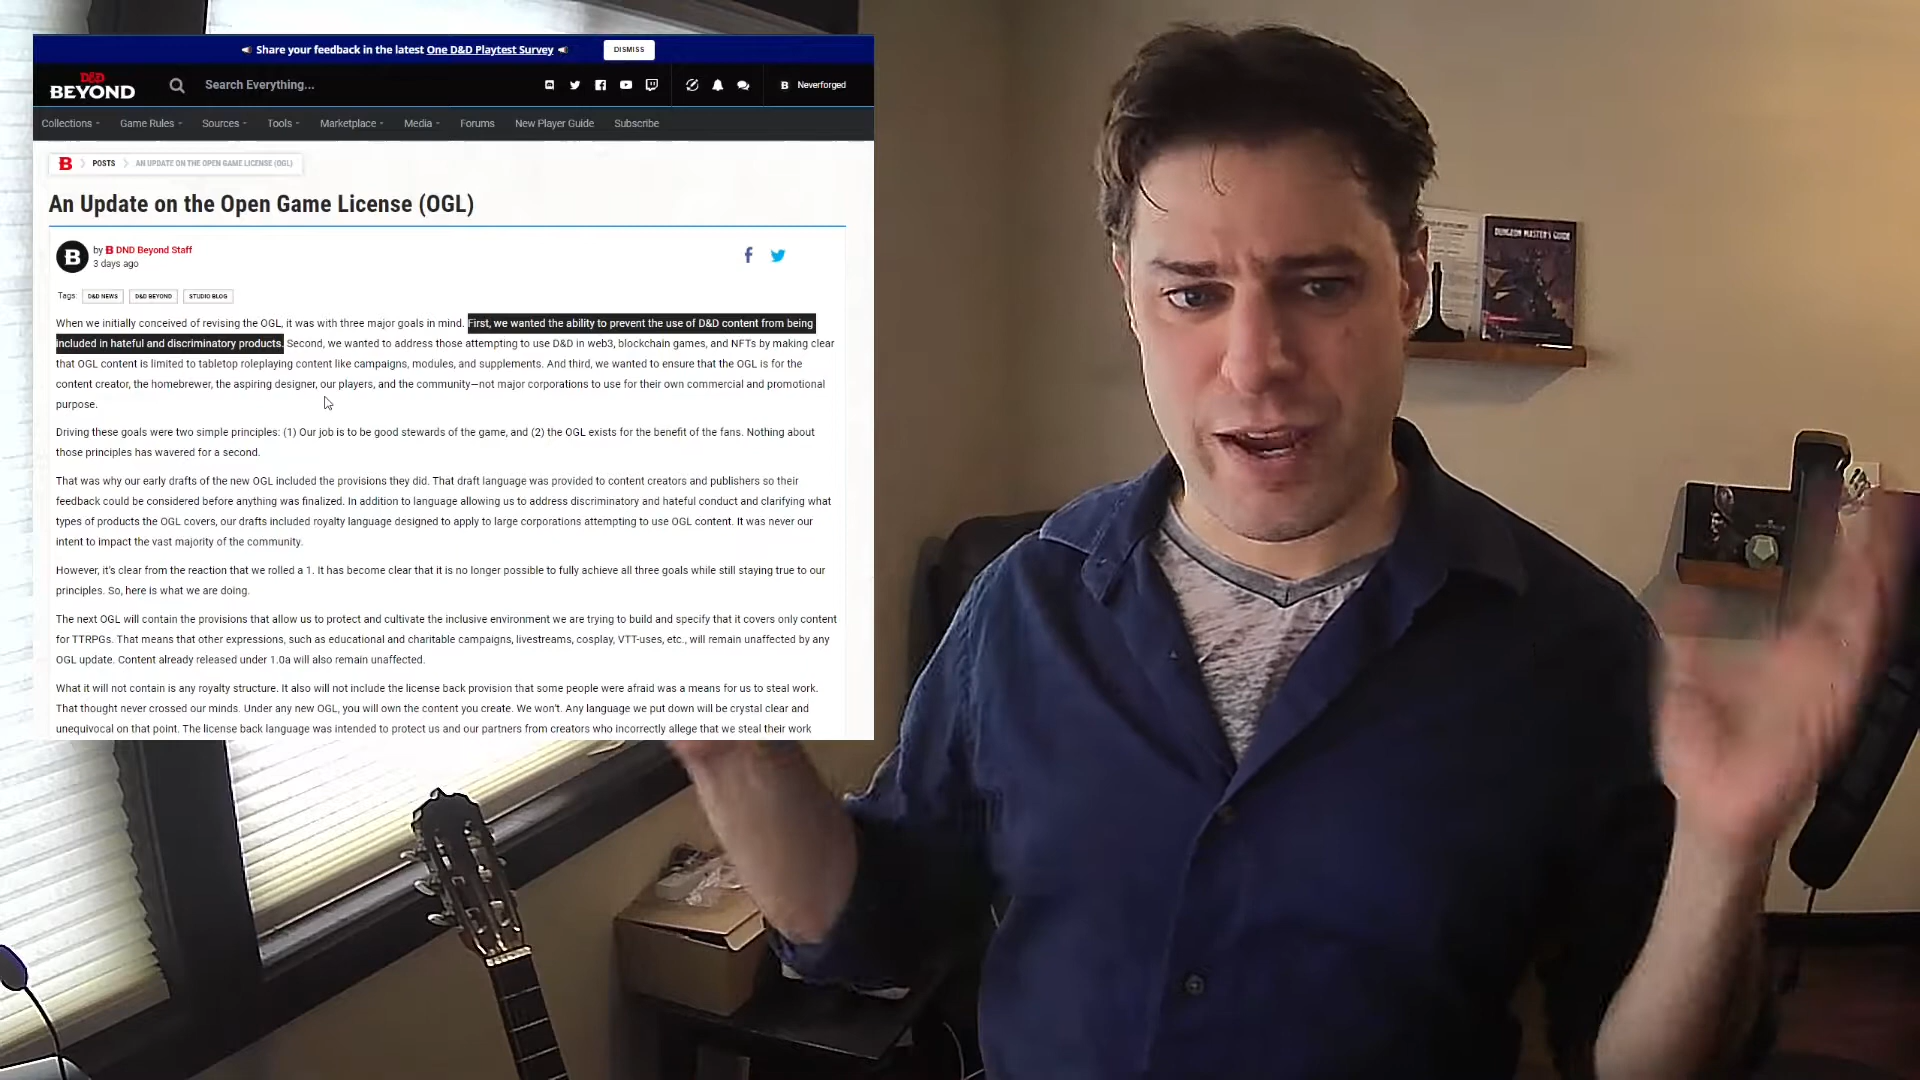 Share your feedback in the latest One D&D Playtest Survey
DISMISS
D&D
BEYOND
Search Everything...
B Neverforged
Collections
Game Rules
Sources
Tools
Marketplace
Media
Forums
New Player Guide
Subscribe
B POSTS AN UPDATE ON THE OPEN GAME LICENSE (OGL)
An Update on the Open Game License (OGL)
B
by B DND Beyond Staff
3 days ago
Tags: D&D NEWS D&D BEYOND STUDIO BLOG
When we initially conceived of revising the OGL, it was with three major goals in mind. First, we wanted the ability to prevent the use of D&D content from being
included in hateful and discriminatory products. Second, we wanted to address those attempting to use D&D in web3, blockchain games, and NFTs by making clear
that OGL content is limited to tabletop roleplaying content like campaigns, modules, and supplements. And third, we wanted to ensure that the OGL is for the
content creator, the homebrewer, the aspiring designer, our players, and the community—not major corporations to use for their own commercial and promotional
purpose.
Driving these goals were two simple principles: (1) Our job is to be good stewards of the game, and (2) the OGL exists for the benefit of the fans. Nothing about
those principles has wavered for a second.
That was why our early drafts of the new OGL included the provisions they did. That draft language was provided to content creators and publishers so their
feedback could be considered before anything was finalized. In addition to language allowing us to address discriminatory and hateful conduct and clarifying what
types of products the OGL covers, our drafts included royalty language designed to apply to large corporations attempting to use OGL content. It was never our
intent to impact the vast majority of the community.
However, it's clear from the reaction that we rolled a 1. It has become clear that it is no longer possible to fully achieve all three goals while still staying true to our
principles. So, here is what we are doing.
The next OGL will contain the provisions that allow us to protect and cultivate the inclusive environment we are trying to build and specify that it covers only content
for TTRPGs. That means that other expressions, such as educational and charitable campaigns, livestreams, cosplay, VTT-uses, etc., will remain unaffected by any
OGL update. Content already released under 1.0a will also remain unaffected.
What it will not contain is any royalty structure. It also will not include the license back provision that some people were afraid was a means for us to steal work.
That thought never crossed our minds. Under any new OGL, you will own the content you create. We won't. Any language we put down will be crystal clear and
unequivocal on that point. The license back language was intended to protect us and our partners from creators who incorrectly allege that we steal their work
DUNGEON MASTER'S GUIDE